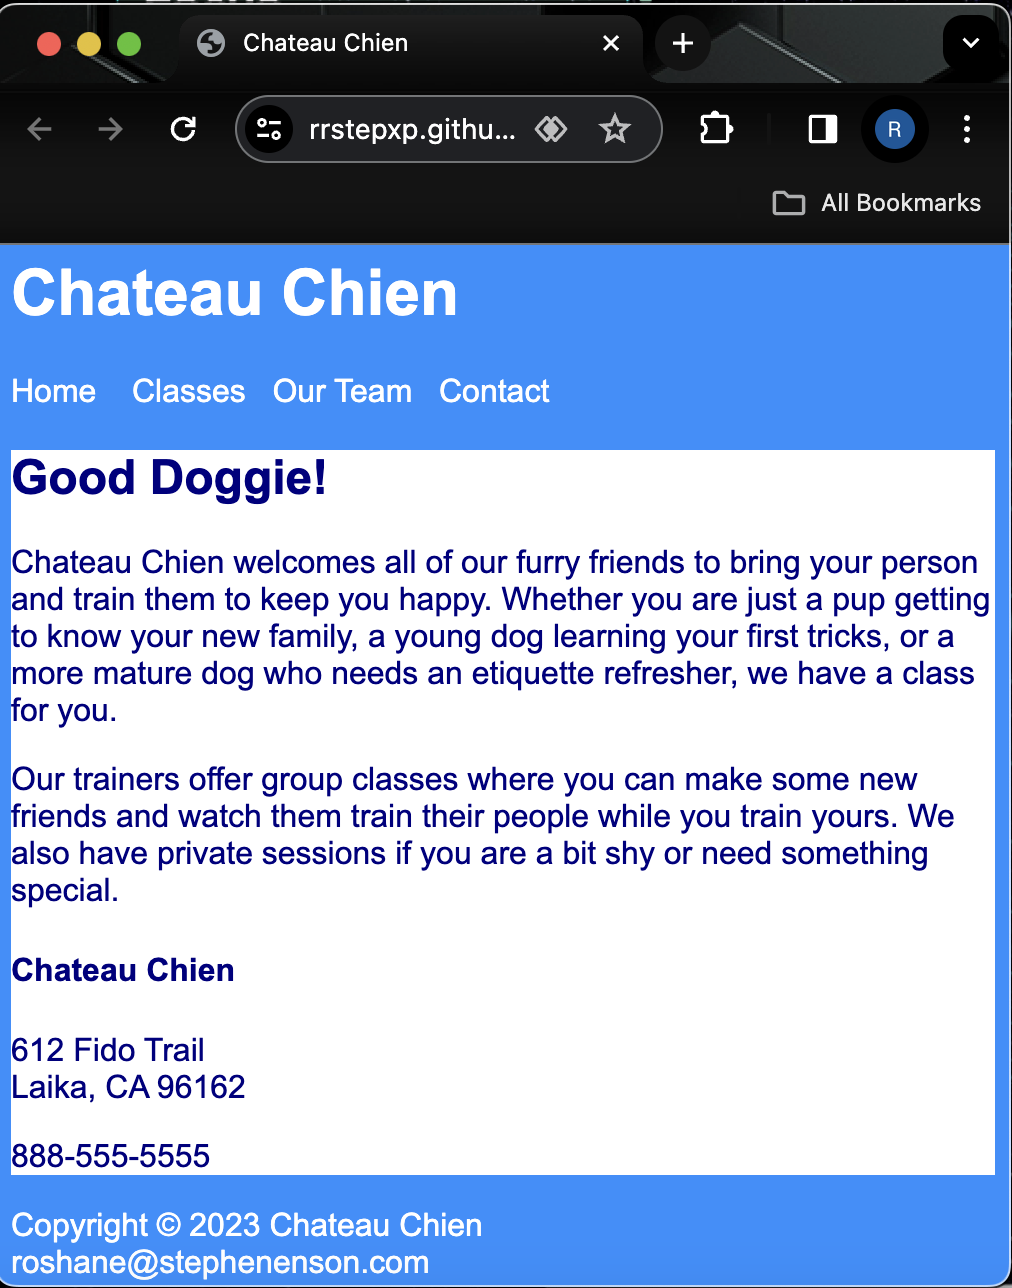 Chateau Chien
rrstepxp.githu...
R
All Bookmarks
Chateau Chien
Home Classes Our Team Contact
Good Doggie!
Chateau Chien welcomes all of our furry friends to bring your person
and train them to keep you happy. Whether you are just a pup getting
to know your new family, a young dog learning your first tricks, or a
more mature dog who needs an etiquette refresher, we have a class
for you.
Our trainers offer group classes where you can make some new
friends and watch them train their people while you train yours. We
also have private sessions if you are a bit shy or need something
special.
Chateau Chien
612 Fido Trail
Laika, CA 96162
888-555-5555
Copyright © 2023 Chateau Chien
roshane@stephenenson.com